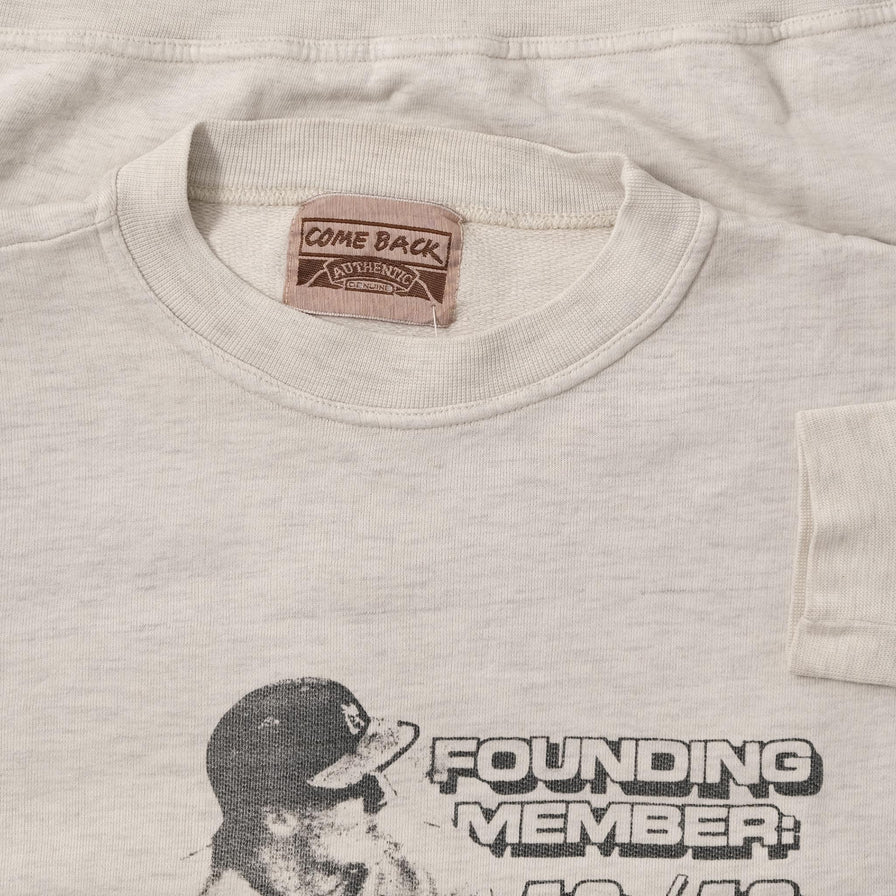 COME BACK
AUTHENTIC
GENUINE
FOUNDING
MEMBER: